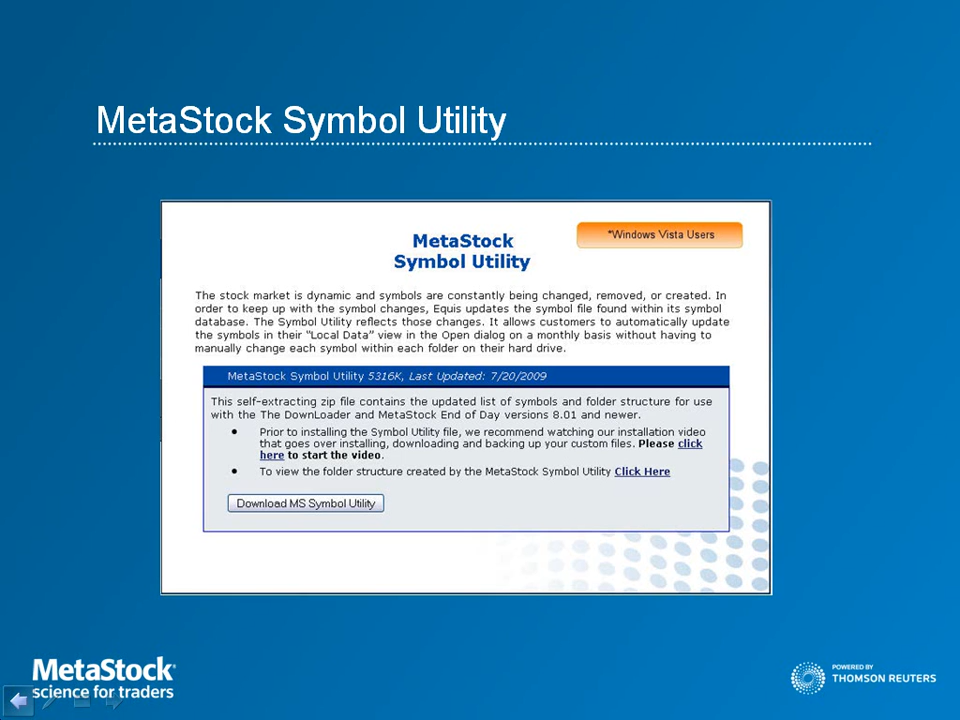 MetaStock Symbol Utility
*Windows Vista Users
MetaStock
Symbol Utility
The stock market is dynamic and symbols are constantly being changed, removed, or created. In
order to keep up with the symbol changes, Equis updates the symbol file found within its symbol
database. The Symbol Utility reflects those changes. It allows customers to automatically update
the symbols in their "Local Data" view in the Open dialog on a monthly basis without having to
manually change each symbol within each folder on their hard drive.
MetaStock Symbol Utility 5316K, Last Updated: 7/20/2009
This self-extracting zip file contains the updated list of symbols and folder structure for use
with the The DownLoader and MetaStock End of Day versions 8.01 and newer.
• Prior to installing the Symbol Utility file, we recommend watching our installation video
that goes over installing, downloading and backing up your custom files. Please click
here to start the video.
• To view the folder structure created by the MetaStock Symbol Utility Click Here
Download MS Symbol Utility
MetaStock®
science for traders
POWERED BY
THOMSON REUTERS